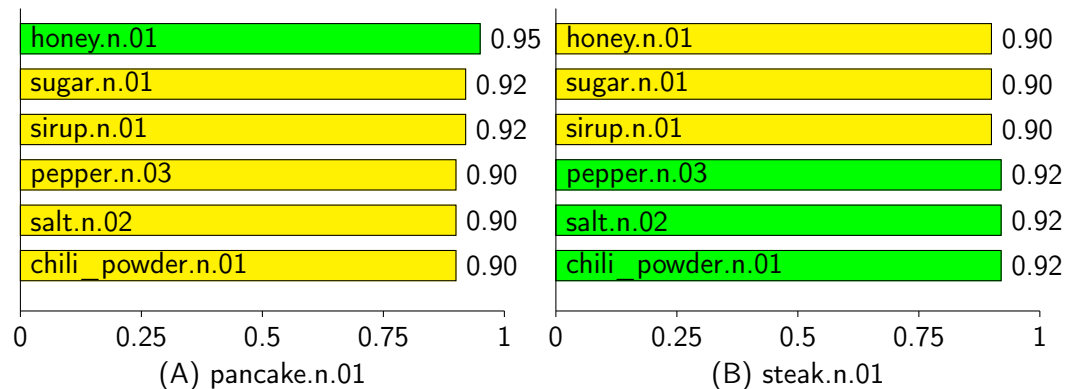 honey.n.01 0.95
sugar.n.01 0.92
sirup.n.01 0.92
pepper.n.03 0.90
salt.n.02 0.90
chili_powder.n.01 0.90
0 0.25 0.5 0.75 1
(A) pancake.n.01
honey.n.01 0.90
sugar.n.01 0.90
sirup.n.01 0.90
pepper.n.03 0.92
salt.n.02 0.92
chili_powder.n.01 0.92
0 0.25 0.5 0.75 1
(B) steak.n.01